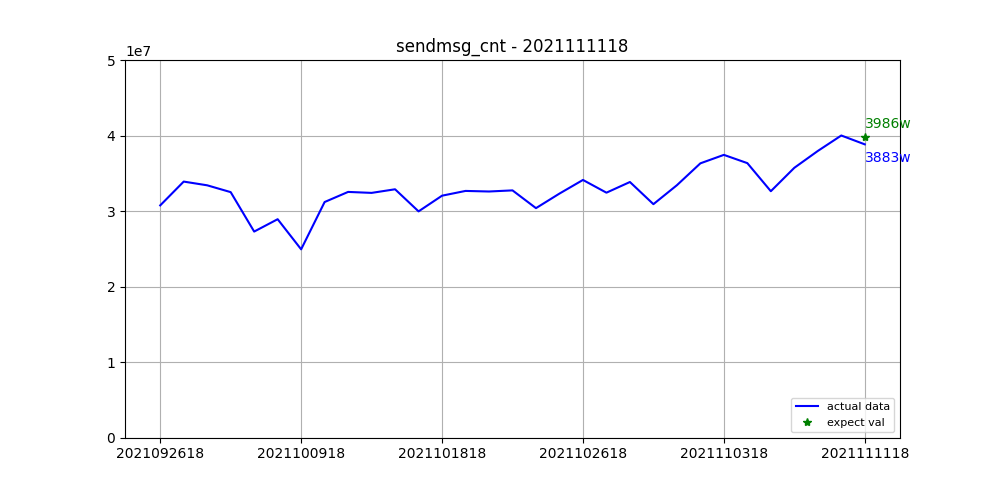 sendmsg_cnt - 2021111118
1e7
5
4
3
2
1
0
3986w
3883w
actual data
expect val
2021092618 2021100918 2021101818 2021102618 2021110318 2021111118